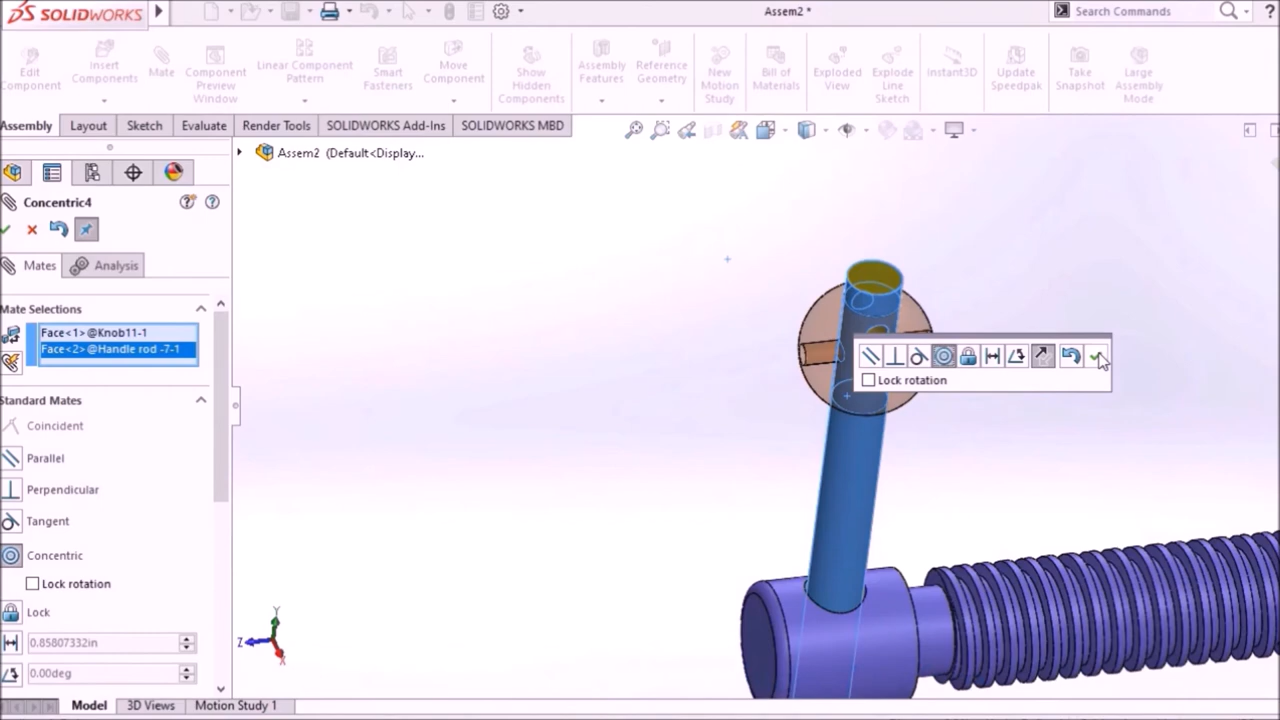 SOLIDWORKS
Assem2 *
Search Commands
?
Edit Component
Insert Components
Mate
Component Preview Window
Linear Component Pattern
Smart Fasteners
Move Component
Show Hidden Components
Assembly Features
Reference Geometry
New Motion Study
Bill of Materials
Exploded View
Explode Line Sketch
Instant3D
Update Speedpak
Take Snapshot
Large Assembly Mode
Assembly
Layout
Sketch
Evaluate
Render Tools
SOLIDWORKS Add-Ins
SOLIDWORKS MBD
Assem2 (Default<Display...
Concentric4
Mates
Analysis
Mate Selections
Face<1>@Knob11-1
Face<2>@Handle rod -7-1
Standard Mates
Coincident
Parallel
Perpendicular
Tangent
Concentric
Lock rotation
Lock
0.85807332in
0.00deg
Lock rotation
Y
Z
X
Model
3D Views
Motion Study 1